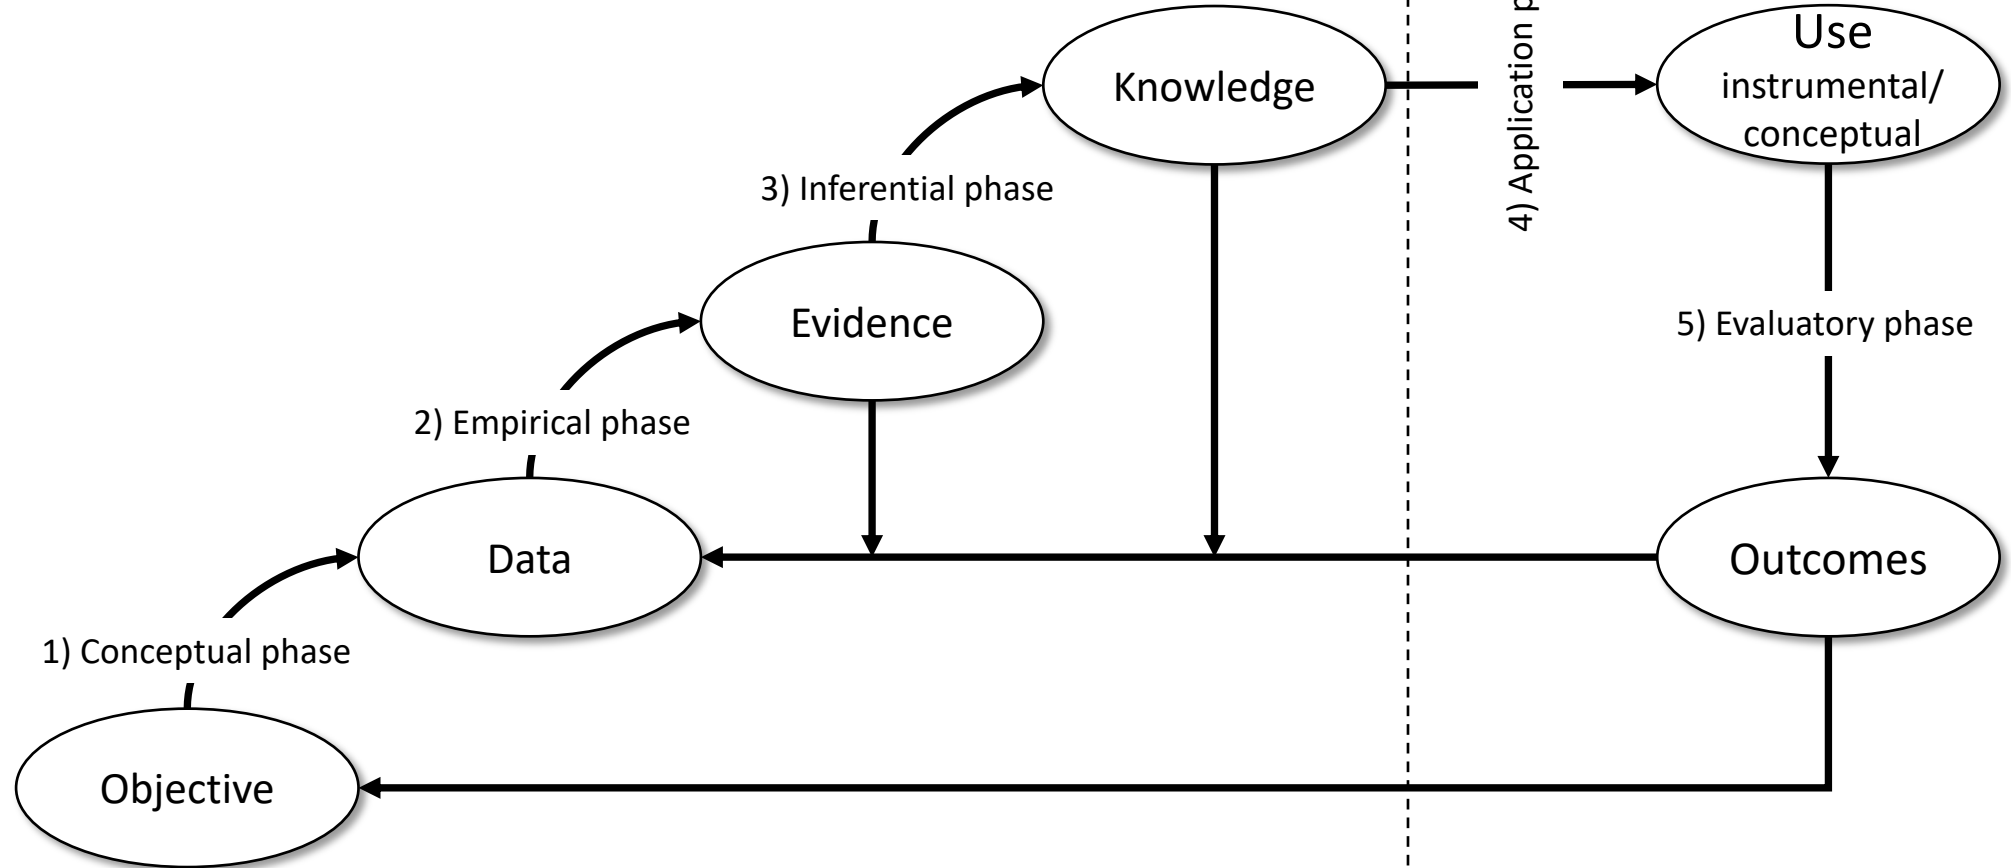 Use
instrumental/
conceptual
Knowledge
4) Application
3) Inferential phase
Evidence
5) Evaluatory phase
2) Empirical phase
Data
Outcomes
1) Conceptual phase
Objective